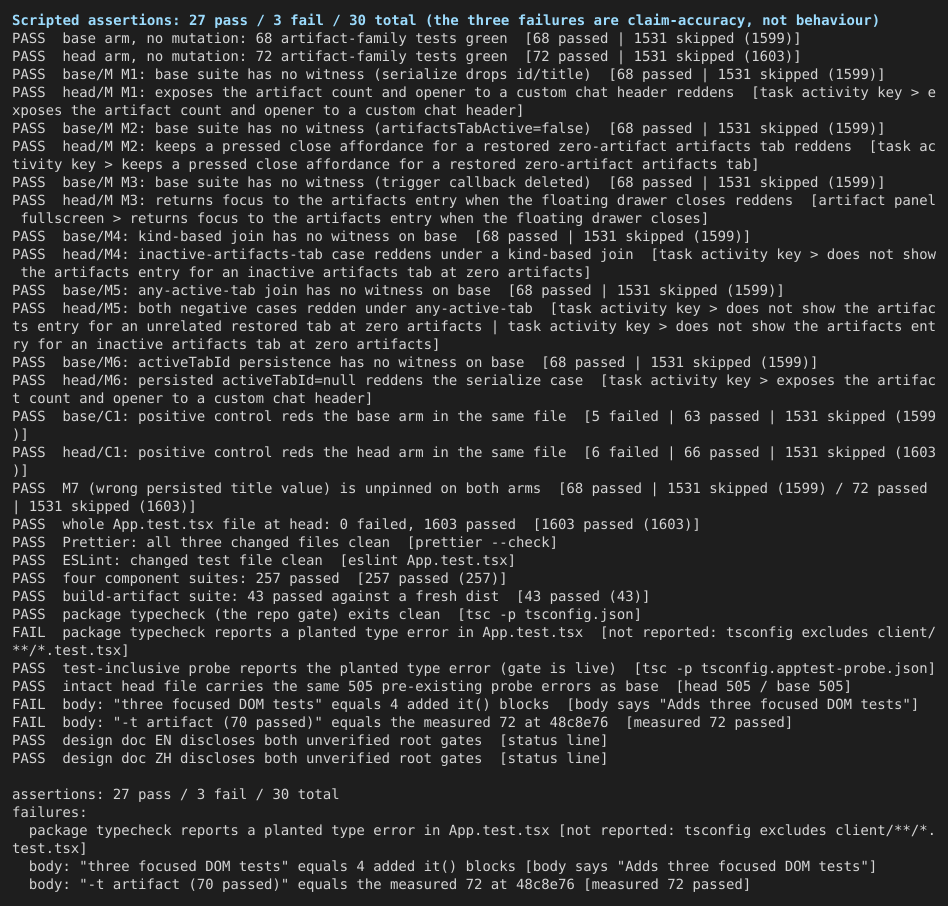 Scripted assertions: 27 pass / 3 fail / 30 total (the three failures are claim-accuracy, not behaviour)
PASS  base arm, no mutation: 68 artifact-family tests green  [68 passed | 1531 skipped (1599)]
PASS  head arm, no mutation: 72 artifact-family tests green  [72 passed | 1531 skipped (1603)]
PASS  base/M M1: base suite has no witness (serialize drops id/title)  [68 passed | 1531 skipped (1599)]
PASS  head/M M1: exposes the artifact count and opener to a custom chat header reddens  [task activity key > e
xposes the artifact count and opener to a custom chat header]
PASS  base/M M2: base suite has no witness (artifactsTabActive=false)  [68 passed | 1531 skipped (1599)]
PASS  head/M M2: keeps a pressed close affordance for a restored zero-artifact artifacts tab reddens  [task ac
tivity key > keeps a pressed close affordance for a restored zero-artifact artifacts tab]
PASS  base/M M3: base suite has no witness (trigger callback deleted)  [68 passed | 1531 skipped (1599)]
PASS  head/M M3: returns focus to the artifacts entry when the floating drawer closes reddens  [artifact panel
 fullscreen > returns focus to the artifacts entry when the floating drawer closes]
PASS  base/M4: kind-based join has no witness on base  [68 passed | 1531 skipped (1599)]
PASS  head/M4: inactive-artifacts-tab case reddens under a kind-based join  [task activity key > does not show
 the artifacts entry for an inactive artifacts tab at zero artifacts]
PASS  base/M5: any-active-tab join has no witness on base  [68 passed | 1531 skipped (1599)]
PASS  head/M5: both negative cases redden under any-active-tab  [task activity key > does not show the artifac
ts entry for an unrelated restored tab at zero artifacts | task activity key > does not show the artifacts ent
ry for an inactive artifacts tab at zero artifacts]
PASS  base/M6: activeTabId persistence has no witness on base  [68 passed | 1531 skipped (1599)]
PASS  head/M6: persisted activeTabId=null reddens the serialize case  [task activity key > exposes the artifac
t count and opener to a custom chat header]
PASS  base/C1: positive control reds the base arm in the same file  [5 failed | 63 passed | 1531 skipped (1599
)]
PASS  head/C1: positive control reds the head arm in the same file  [6 failed | 66 passed | 1531 skipped (1603
)]
PASS  M7 (wrong persisted title value) is unpinned on both arms  [68 passed | 1531 skipped (1599) / 72 passed
| 1531 skipped (1603)]
PASS  whole App.test.tsx file at head: 0 failed, 1603 passed  [1603 passed (1603)]
PASS  Prettier: all three changed files clean  [prettier --check]
PASS  ESLint: changed test file clean  [eslint App.test.tsx]
PASS  four component suites: 257 passed  [257 passed (257)]
PASS  build-artifact suite: 43 passed against a fresh dist  [43 passed (43)]
PASS  package typecheck (the repo gate) exits clean  [tsc -p tsconfig.json]
FAIL  package typecheck reports a planted type error in App.test.tsx  [not reported: tsconfig excludes client/
**/*.test.tsx]
PASS  test-inclusive probe reports the planted type error (gate is live)  [tsc -p tsconfig.apptest-probe.json]
PASS  intact head file carries the same 505 pre-existing probe errors as base  [head 505 / base 505]
FAIL  body: "three focused DOM tests" equals 4 added it() blocks  [body says "Adds three focused DOM tests"]
FAIL  body: "-t artifact (70 passed)" equals the measured 72 at 48c8e76  [measured 72 passed]
PASS  design doc EN discloses both unverified root gates  [status line]
PASS  design doc ZH discloses both unverified root gates  [status line]

assertions: 27 pass / 3 fail / 30 total
failures:
  package typecheck reports a planted type error in App.test.tsx [not reported: tsconfig excludes client/**/*.
test.tsx]
  body: "three focused DOM tests" equals 4 added it() blocks [body says "Adds three focused DOM tests"]
  body: "-t artifact (70 passed)" equals the measured 72 at 48c8e76 [measured 72 passed]